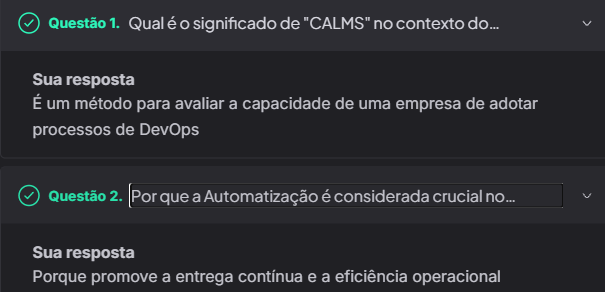 Questão 1. Qual é o significado de "CALMS" no contexto do...
Sua resposta
É um método para avaliar a capacidade de uma empresa de adotar
processos de DevOps
Questão 2. Por que a Automatização é considerada crucial no...
Sua resposta
Porque promove a entrega contínua e a eficiência operacional